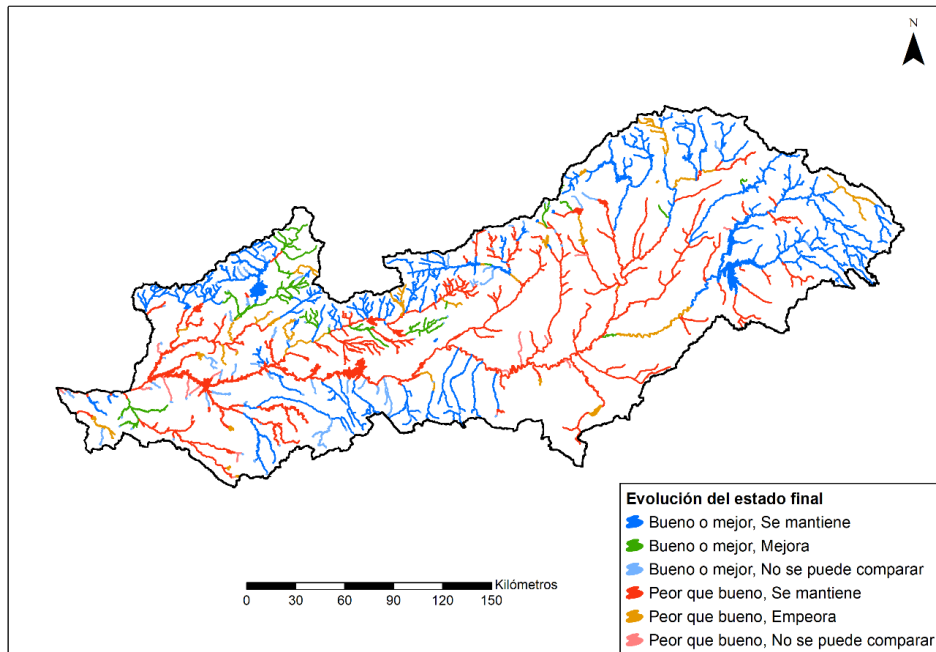 N
Evolución del estado final
Bueno o mejor, Se mantiene
Bueno o mejor, Mejora
Bueno o mejor, No se puede comparar
Peor que bueno, Se mantiene
Peor que bueno, Empeora
Peor que bueno, No se puede comparar
Kilómetros
0 30 60 90 120 150